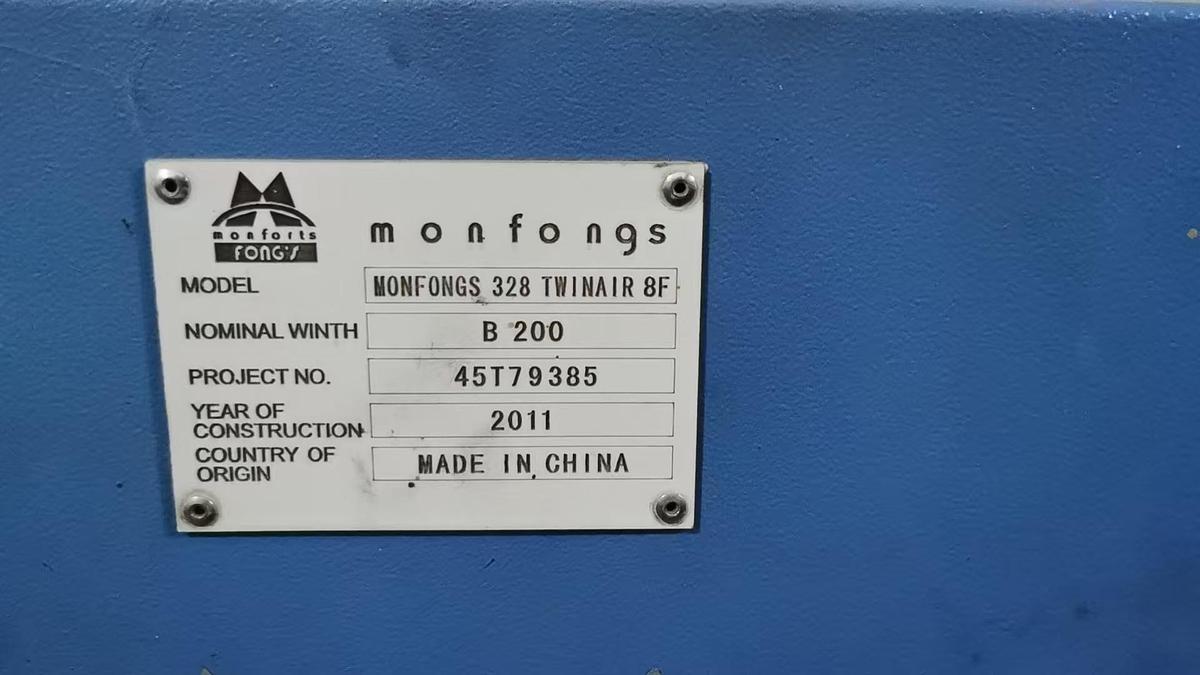 monforts
FONG'S
monfongs
MODEL MONFONGS 328 TWINAIR 8F
NOMINAL WINTH B 200
PROJECT NO. 45T79385
YEAR OF
CONSTRUCTION 2011
COUNTRY OF
ORIGIN MADE IN CHINA